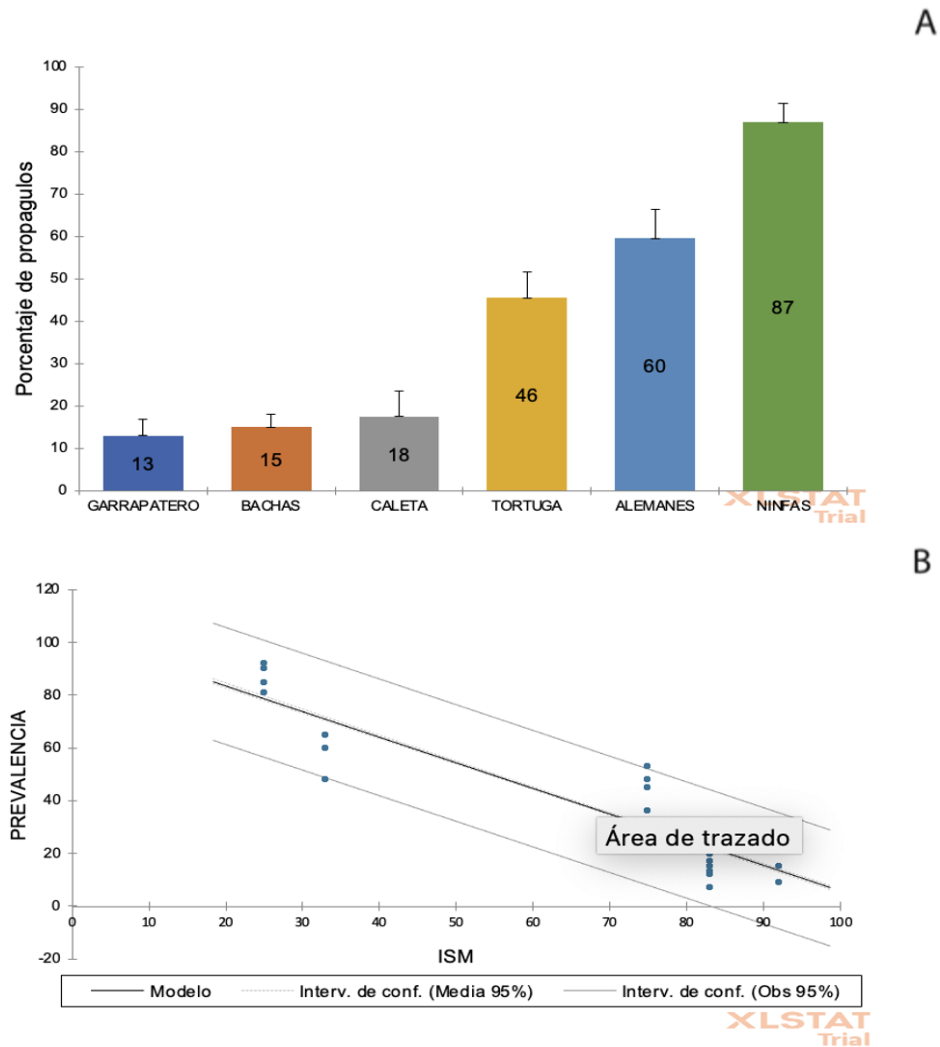 A
100
90
80
70
60
50
40
30
20
10
0
Porcentaje de propagulos
13
15
18
46
60
87
GARRAPATERO BACHAS CALETA TORTUGA ALEMANES NINFAS
XLSTAT
Trial
B
120
100
80
60
40
20
0
-20
PREVALENCIA
Área de trazado
0 10 20 30 40 50 60 70 80 90 100
ISM
Modelo Interv. de conf. (Media 95%) Interv. de conf. (Obs 95%)
XLSTAT
Trial